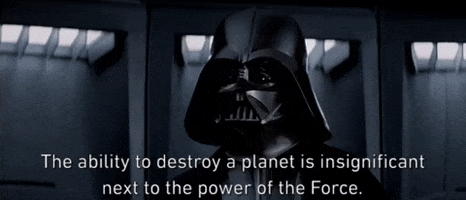 The ability to destroy a planet is insignificant
next to the power of the Force.